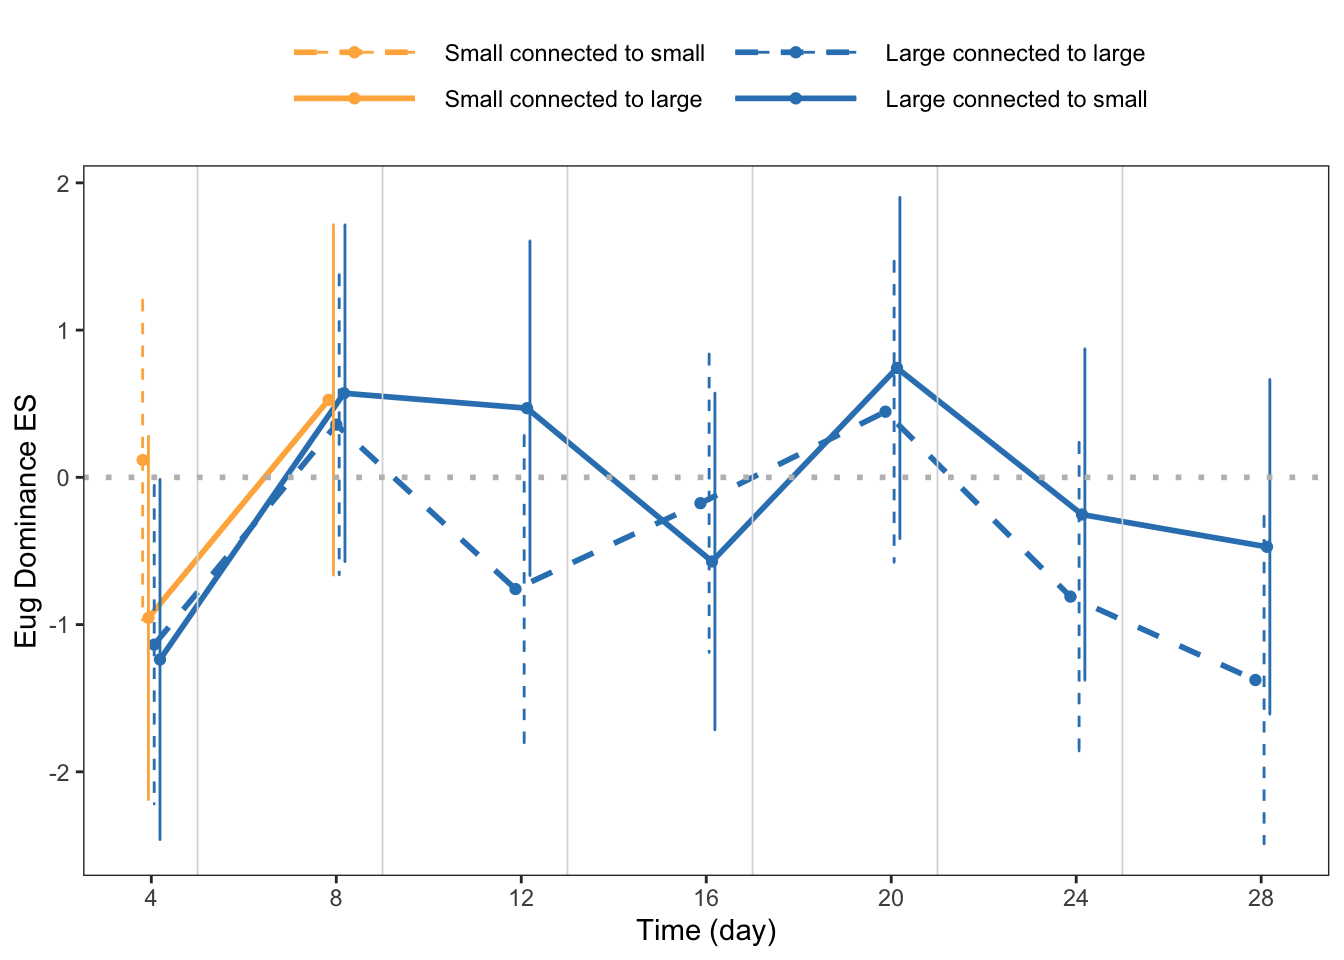 Small connected to small
Large connected to large
Small connected to large
Large connected to small
Eug Dominance ES
2
1
0
-1
-2
4
8
12
16
20
24
28
Time (day)